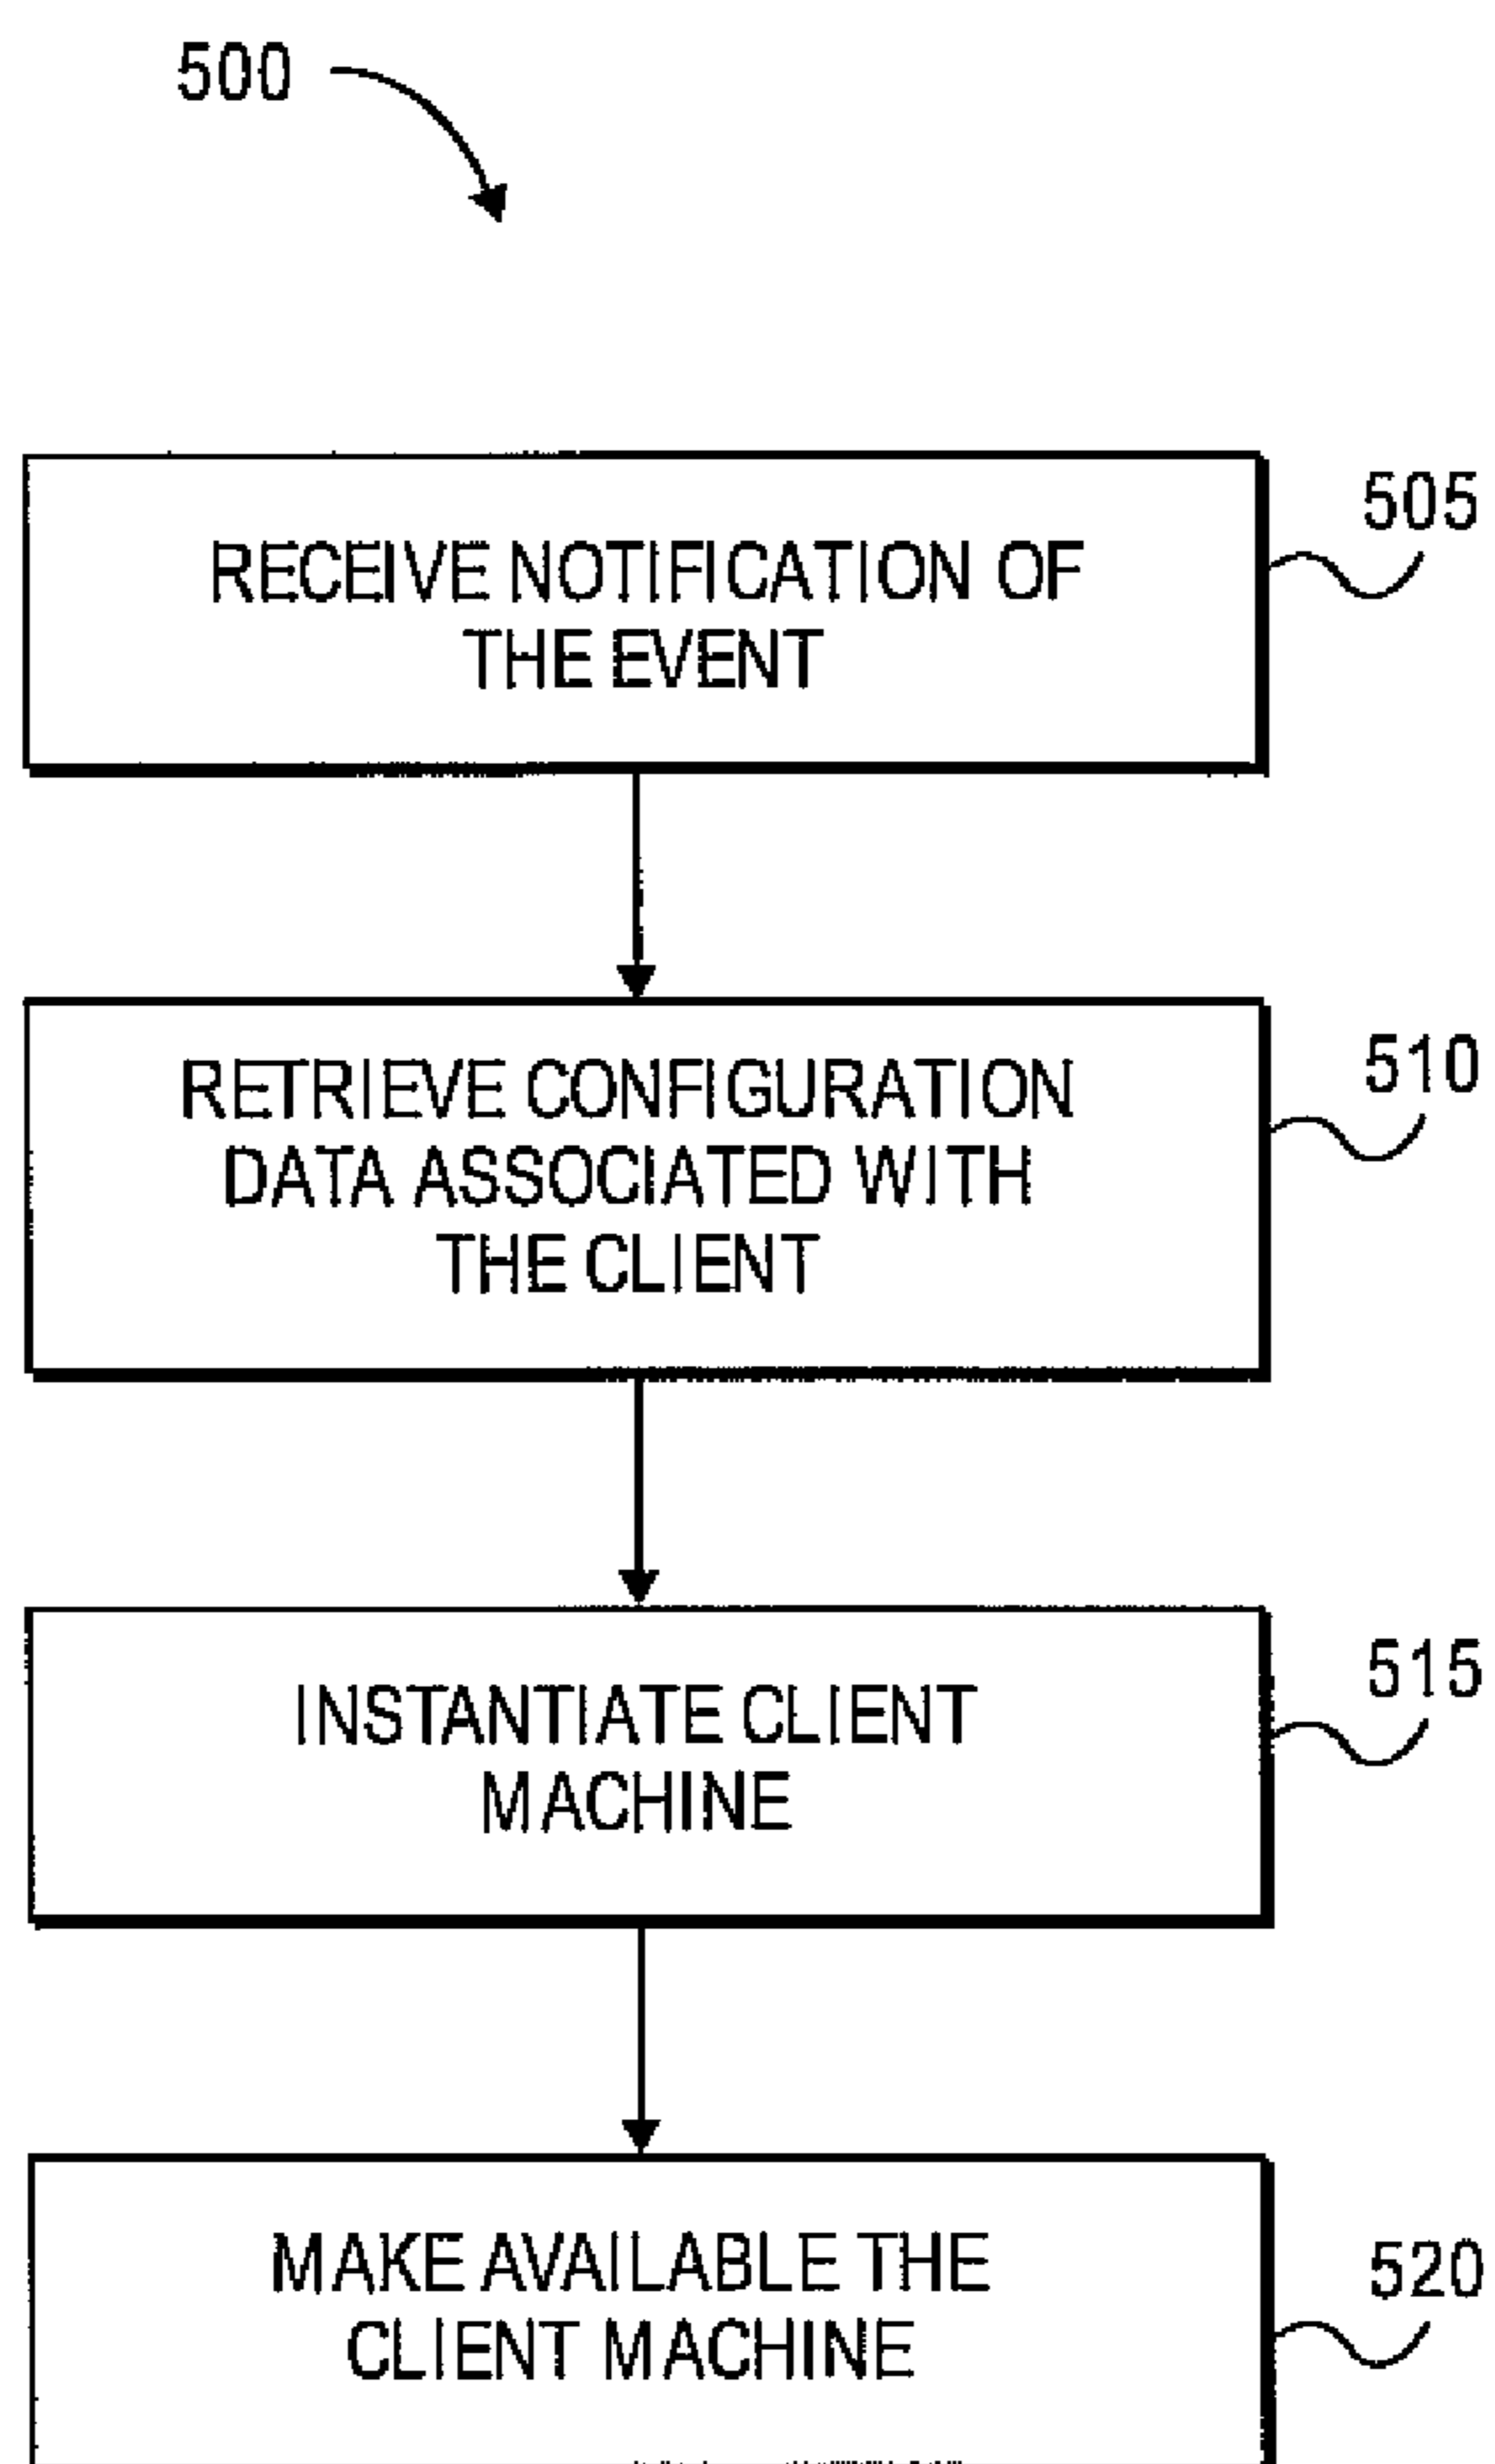 500
RECEIVE NOTIFICATION OF
THE EVENT
505
RETRIEVE CONFIGURATION
DATA ASSOCIATED WITH
THE CLIENT
510
INSTANTIATE CLIENT
MACHINE
515
MAKE AVAILABLE THE
CLIENT MACHINE
520